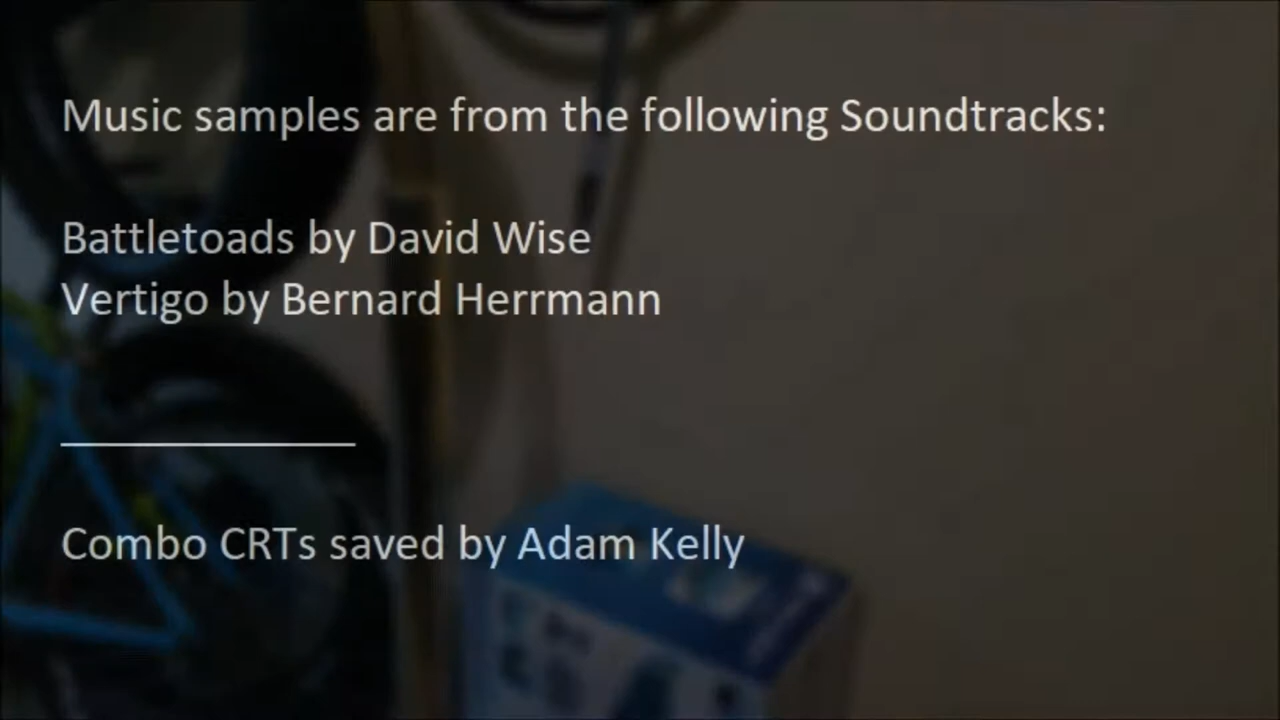 Music samples are from the following Soundtracks:
Battletoads by David Wise
Vertigo by Bernard Herrmann
Combo CRTs saved by Adam Kelly